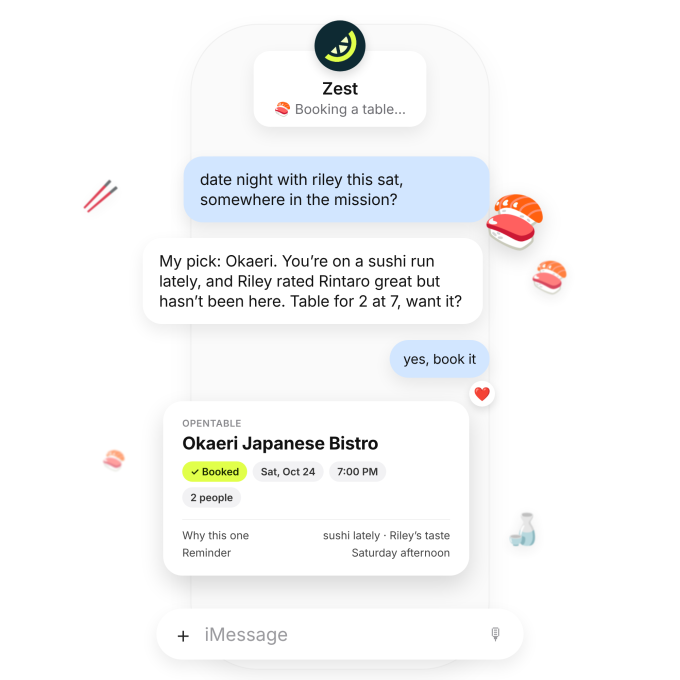 Zest
🍣 Booking a table...
date night with riley this sat,
somewhere in the mission?
My pick: Okaeri. You’re on a sushi run
lately, and Riley rated Rintaro great but
hasn’t been here. Table for 2 at 7, want it?
yes, book it
OPENTABLE
Okaeri Japanese Bistro
✓ Booked
Sat, Oct 24
7:00 PM
2 people
Why this one
sushi lately · Riley’s taste
Reminder
Saturday afternoon
+ iMessage